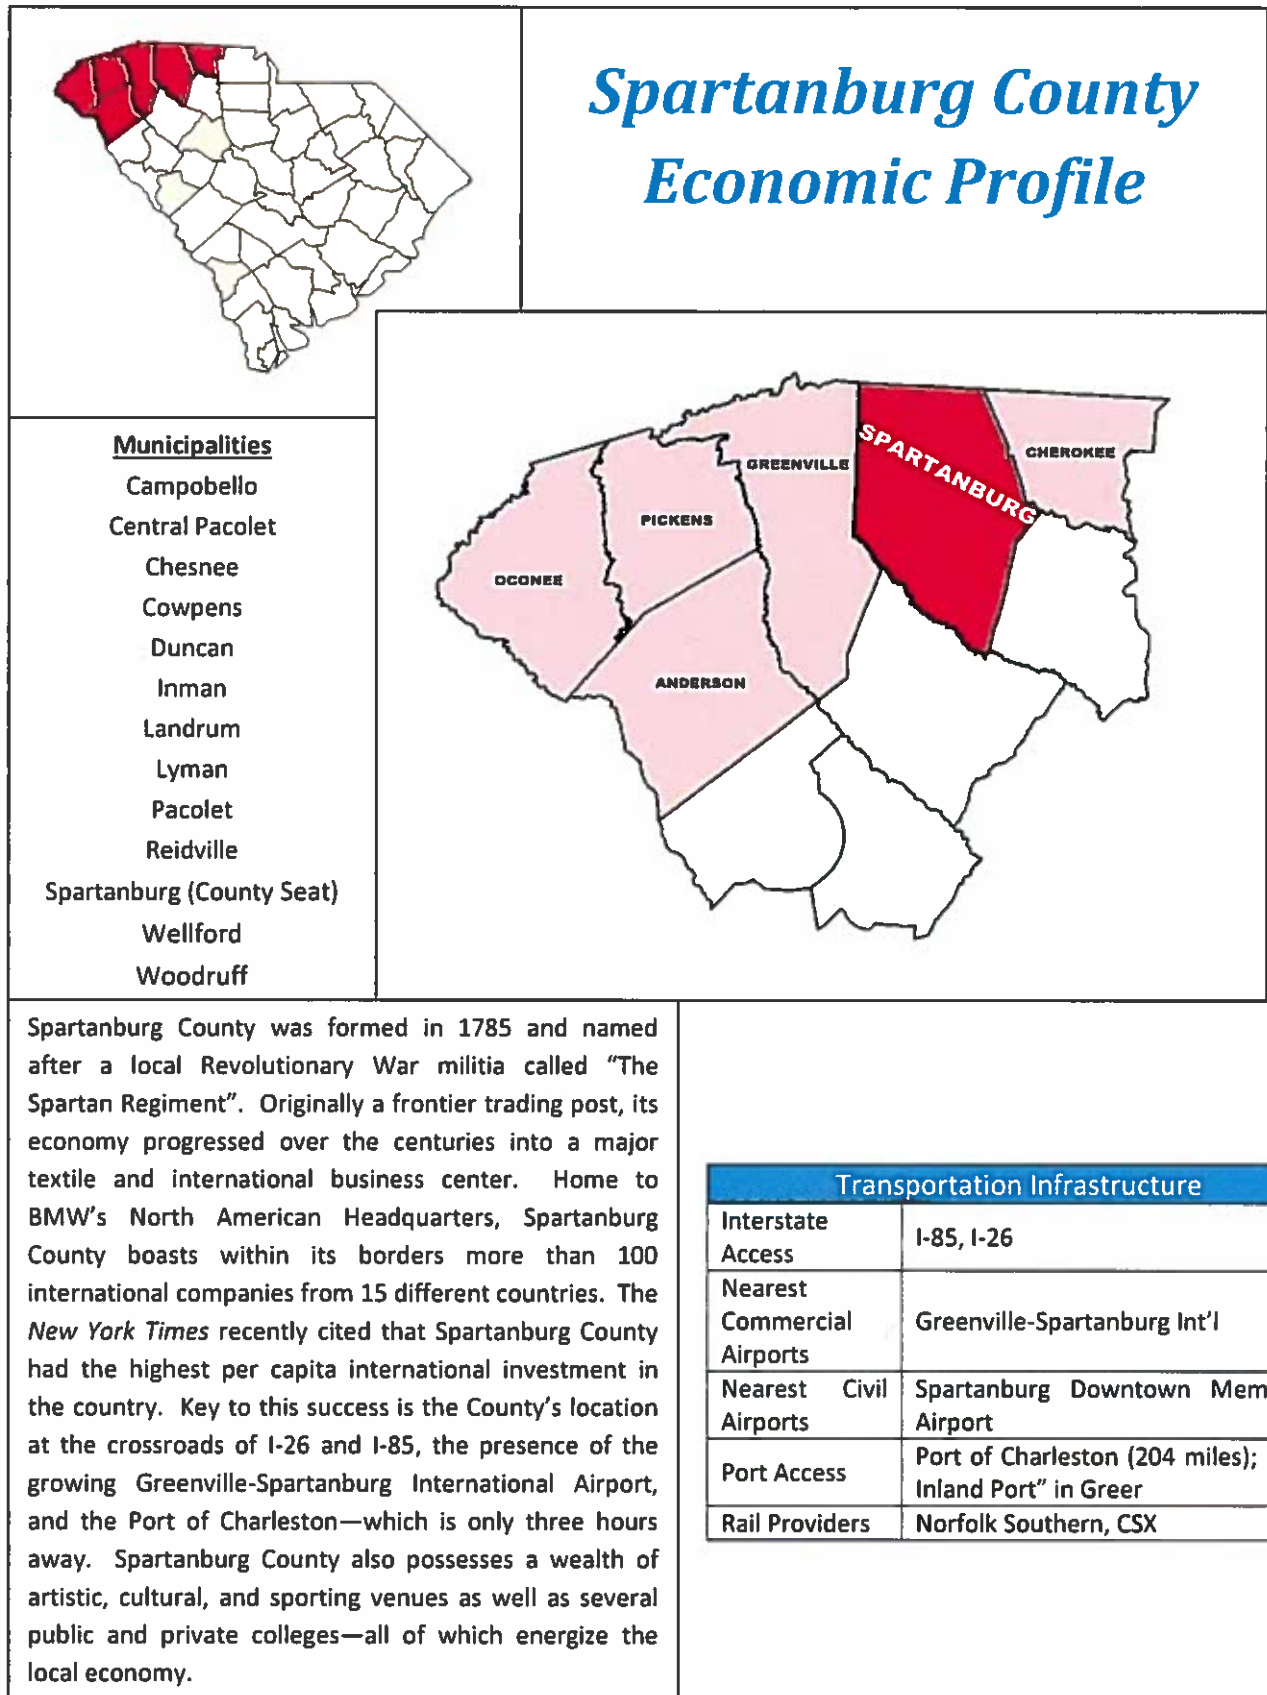 Spartanburg County
Economic Profile
Municipalities
Campobello
Central Pacolet
Chesnee
Cowpens
Duncan
Inman
Landrum
Lyman
Pacolet
Reidville
Spartanburg (County Seat)
Wellford
Woodruff
OCONEE
PICKENS
GREENVILLE
SPARTANBURG
CHEROKEE
ANDERSON
Spartanburg County was formed in 1785 and named
after a local Revolutionary War militia called "The
Spartan Regiment". Originally a frontier trading post, its
economy progressed over the centuries into a major
textile and international business center. Home to
BMW's North American Headquarters, Spartanburg
County boasts within its borders more than 100
international companies from 15 different countries. The
New York Times recently cited that Spartanburg County
had the highest per capita international investment in
the country. Key to this success is the County's location
at the crossroads of I-26 and I-85, the presence of the
growing Greenville-Spartanburg International Airport,
and the Port of Charleston—which is only three hours
away. Spartanburg County also possesses a wealth of
artistic, cultural, and sporting venues as well as several
public and private colleges—all of which energize the
local economy.
Transportation Infrastructure
Interstate
Access
I-85, I-26
Nearest
Commercial
Airports
Greenville-Spartanburg Int'l
Nearest Civil
Airports
Spartanburg Downtown Mem
Airport
Port Access
Port of Charleston (204 miles);
Inland Port" in Greer
Rail Providers
Norfolk Southern, CSX